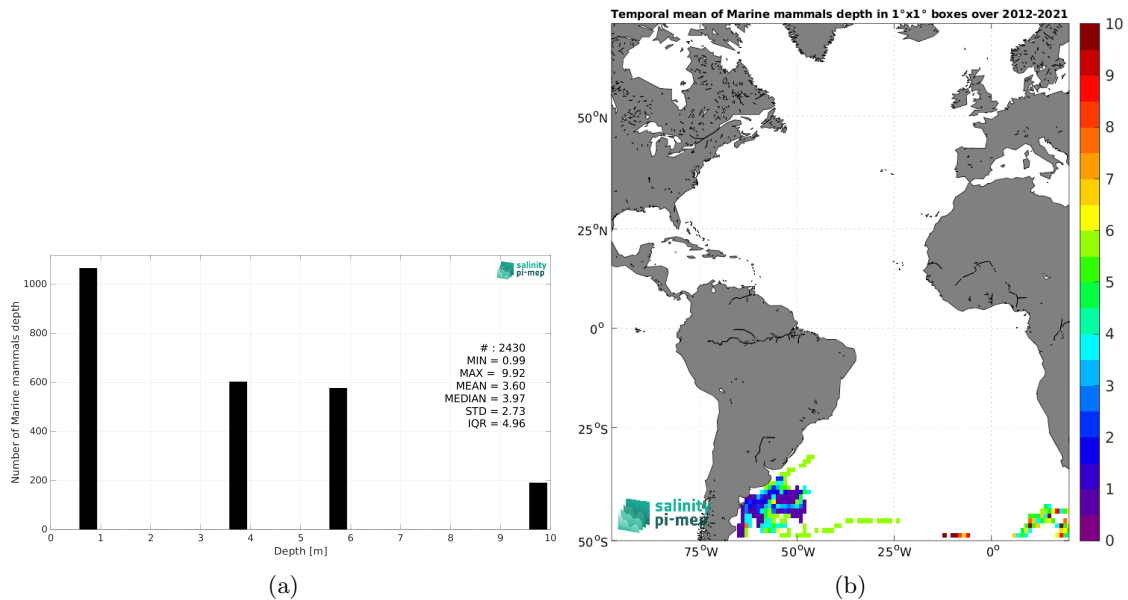 Temporal mean of Marine mammals depth in 1°x1° boxes over 2012-2021
salinity
pi-mep
# : 2430
MIN = 0.99
MAX = 9.92
MEAN = 3.60
MEDIAN = 3.97
STD = 2.73
IQR = 4.96
Number of Marine mammals depth
1000
800
600
400
200
0
0 1 2 3 4 5 6 7 8 9 10
Depth [m]
(a)
50°N
25°N
0°
25°S
50°S
75°W 50°W 25°W 0°
salinity
pi-mep
10
9
8
7
6
5
4
3
2
1
0
(b)